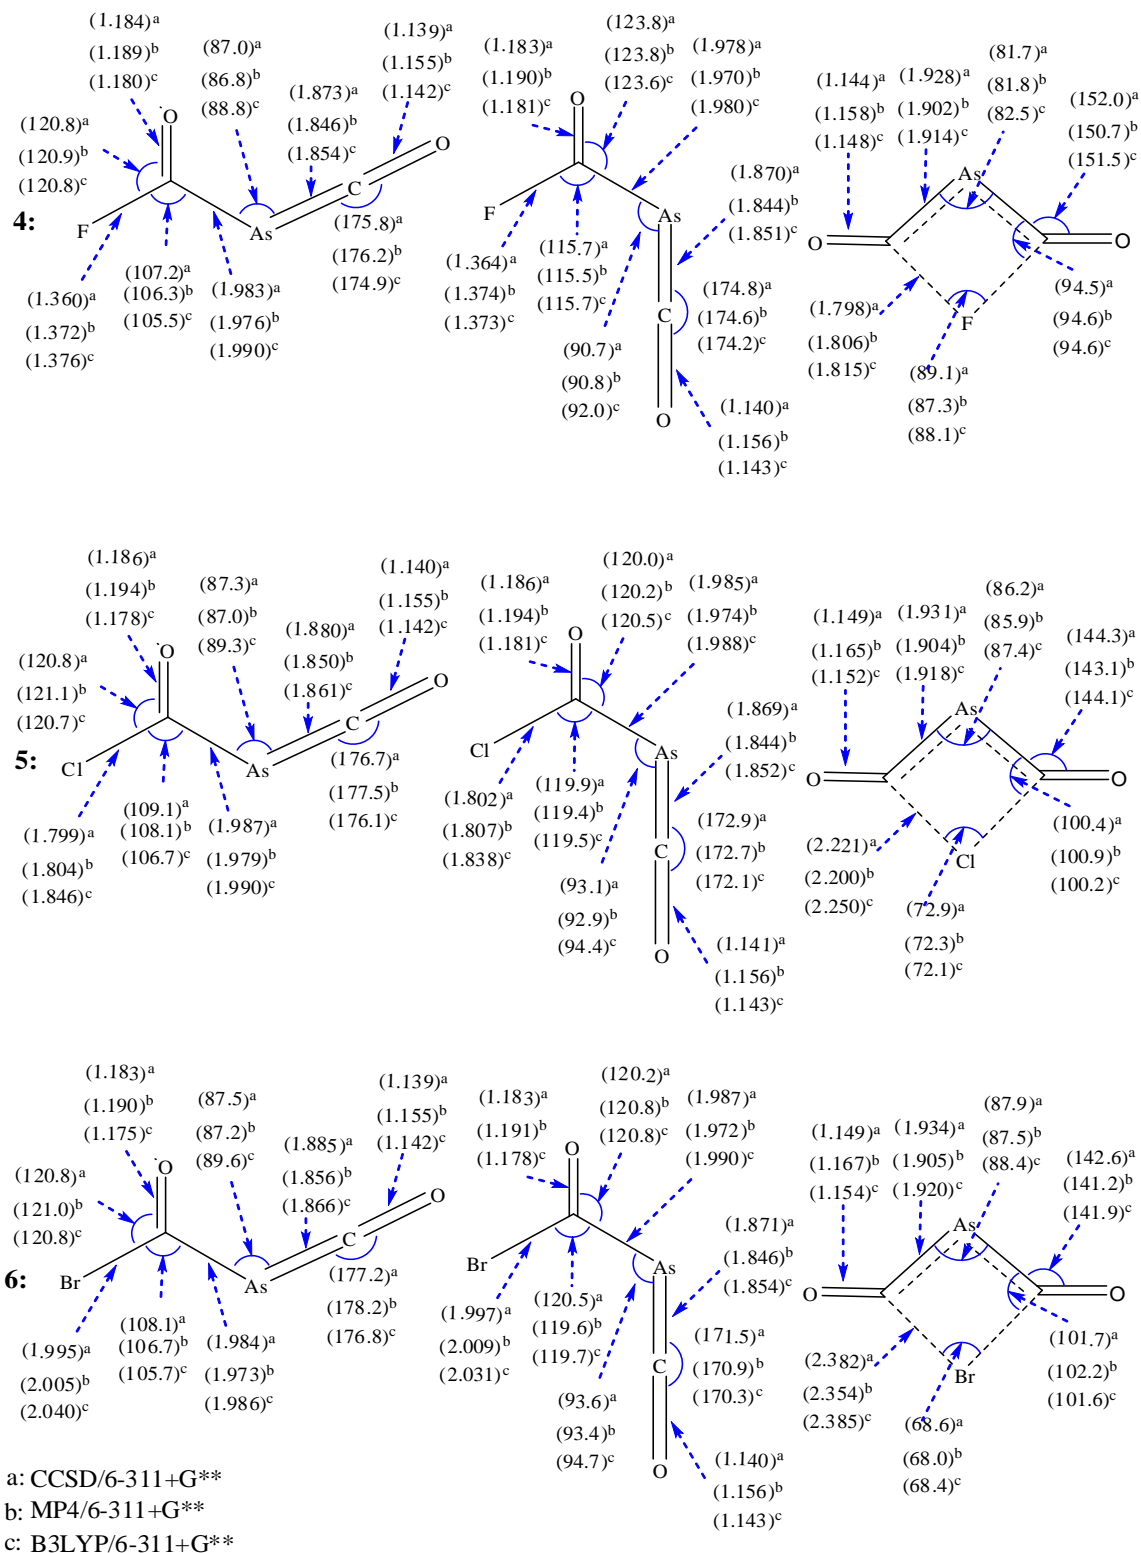 4:
(1.184)a
(1.189)b
(1.180)c
(87.0)a
(86.8)b
(88.8)c
(1.873)a
(1.846)b
(1.854)c
(1.139)a
(1.155)b
(1.142)c
(120.8)a
(120.9)b
(120.8)c
O
F
As
C
O
(175.8)a
(176.2)b
(174.9)c
(107.2)a
(106.3)b
(105.5)c
(1.360)a
(1.372)b
(1.376)c
(1.983)a
(1.976)b
(1.990)c
(1.183)a
(1.190)b
(1.181)c
(123.8)a
(123.8)b
(123.6)c
(1.978)a
(1.970)b
(1.980)c
O
F
As
C
O
(1.870)a
(1.844)b
(1.851)c
(1.364)a
(1.374)b
(1.373)c
(115.7)a
(115.5)b
(115.7)c
(174.8)a
(174.6)b
(174.2)c
(90.7)a
(90.8)b
(92.0)c
(1.140)a
(1.156)b
(1.143)c
(1.144)a
(1.158)b
(1.148)c
(1.928)a
(1.902)b
(1.914)c
(81.7)a
(81.8)b
(82.5)c
(152.0)a
(150.7)b
(151.5)c
As
O
O
F
(1.798)a
(1.806)b
(1.815)c
(89.1)a
(87.3)b
(88.1)c
(94.5)a
(94.6)b
(94.6)c
5:
(1.186)a
(1.194)b
(1.178)c
(87.3)a
(87.0)b
(89.3)c
(1.880)a
(1.850)b
(1.861)c
(1.140)a
(1.155)b
(1.142)c
(120.8)a
(121.1)b
(120.7)c
O
Cl
As
C
O
(176.7)a
(177.5)b
(176.1)c
(109.1)a
(108.1)b
(106.7)c
(1.799)a
(1.804)b
(1.846)c
(1.987)a
(1.979)b
(1.990)c
(1.186)a
(1.194)b
(1.181)c
(120.0)a
(120.2)b
(120.5)c
(1.985)a
(1.974)b
(1.988)c
O
Cl
As
C
O
(1.869)a
(1.844)b
(1.852)c
(1.802)a
(1.807)b
(1.838)c
(119.9)a
(119.4)b
(119.5)c
(172.9)a
(172.7)b
(172.1)c
(93.1)a
(92.9)b
(94.4)c
(1.141)a
(1.156)b
(1.143)c
(1.149)a
(1.165)b
(1.152)c
(1.931)a
(1.904)b
(1.918)c
(86.2)a
(85.9)b
(87.4)c
(144.3)a
(143.1)b
(144.1)c
As
O
O
Cl
(2.221)a
(2.200)b
(2.250)c
(72.9)a
(72.3)b
(72.1)c
(100.4)a
(100.9)b
(100.2)c
6:
(1.183)a
(1.190)b
(1.175)c
(87.5)a
(87.2)b
(89.6)c
(1.885)a
(1.856)b
(1.866)c
(1.139)a
(1.155)b
(1.142)c
(120.8)a
(121.0)b
(120.8)c
O
Br
As
C
O
(177.2)a
(178.2)b
(176.8)c
(108.1)a
(106.7)b
(105.7)c
(1.995)a
(2.005)b
(2.040)c
(1.984)a
(1.973)b
(1.986)c
(1.183)a
(1.191)b
(1.178)c
(120.2)a
(120.8)b
(120.8)c
(1.987)a
(1.972)b
(1.990)c
O
Br
As
C
O
(1.871)a
(1.846)b
(1.854)c
(1.997)a
(2.009)b
(2.031)c
(120.5)a
(119.6)b
(119.7)c
(171.5)a
(170.9)b
(170.3)c
(93.6)a
(93.4)b
(94.7)c
(1.140)a
(1.156)b
(1.143)c
(1.149)a
(1.167)b
(1.154)c
(1.934)a
(1.905)b
(1.920)c
(87.9)a
(87.5)b
(88.4)c
(142.6)a
(141.2)b
(141.9)c
As
O
O
Br
(2.382)a
(2.354)b
(2.385)c
(68.6)a
(68.0)b
(68.4)c
(101.7)a
(102.2)b
(101.6)c
a: CCSD/6-311+G**
b: MP4/6-311+G**
c: B3LYP/6-311+G**